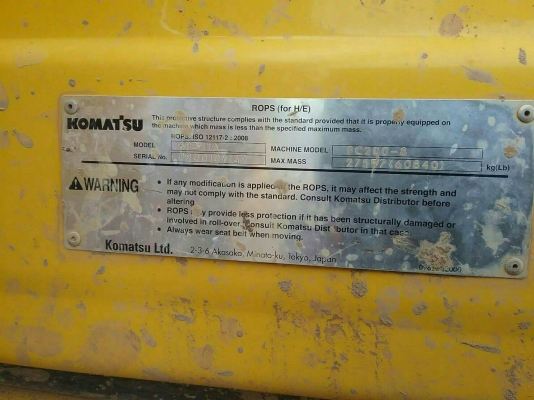 ROPS (for H/E)
KOMATSU
This protective structure complies with the standard provided that it is properly equipped on
the machine which mass is less than the specified maximum mass.
ROPS: ISO 12117-2 : 2008
MODEL
MACHINE MODEL
SERIAL No.
MAX.MASS
kg(Lb)
WARNING
• If any modification is applied to the ROPS, it may affect the strength and
may not comply with the standard. Consult Komatsu Distributor before
altering
• ROPS may provide less protection if it has been structurally damaged or
involved in roll-over. Consult Komatsu Distributor in that case.
• Always wear seat belt when moving.
Komatsu Ltd.
2-3-6 Akasaka, Minato-ku, Tokyo, Japan